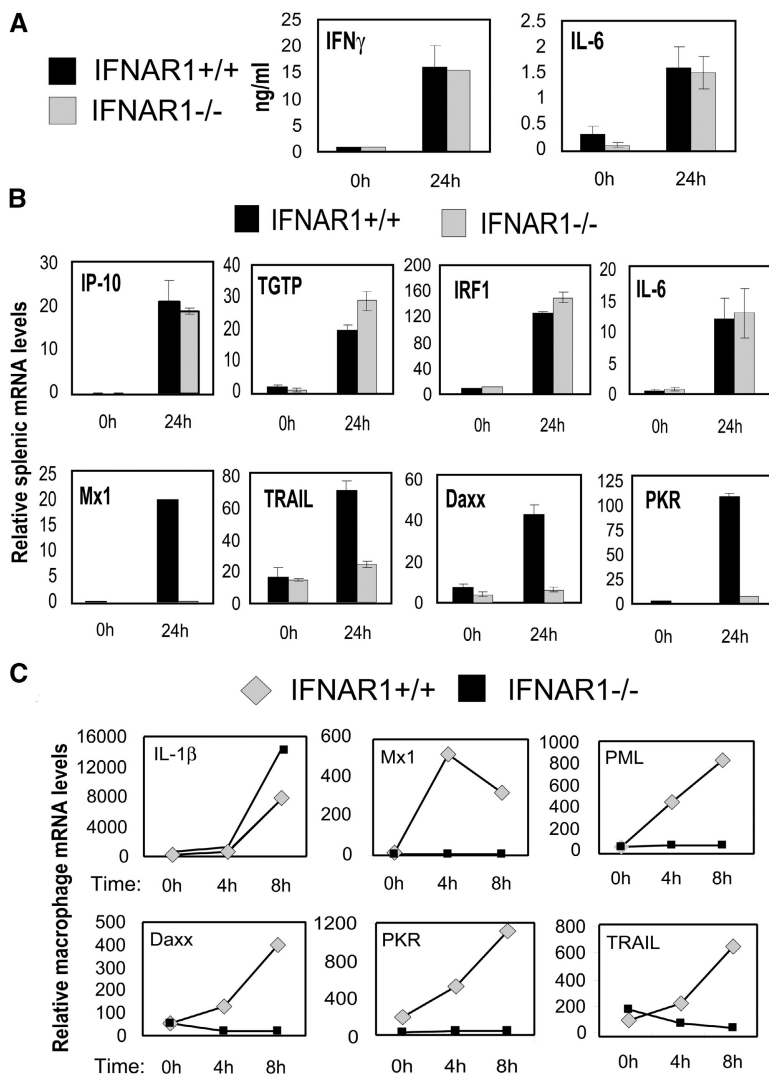 A
IFNAR1+/+
IFNAR1-/-
ng/ml
IFNγ
25
20
15
10
5
0
0h 24h
IL-6
2.5
2
1.5
1
0.5
0
0h 24h
B
IFNAR1+/+ IFNAR1-/-
Relative splenic mRNA levels
IP-10
30
20
10
0
0h 24h
TGTP
40
30
20
10
0
0h 24h
IRF1
200
160
120
80
40
0
0h 24h
IL-6
20
15
10
5
0
0h 24h
Mx1
25
20
15
10
5
0
0h 24h
TRAIL
80
60
40
20
0
0h 24h
Daxx
60
40
20
0
0h 24h
PKR
125
100
75
50
25
0
0h 24h
C
IFNAR1+/+ IFNAR1-/-
Relative macrophage mRNA levels
IL-1β
16000
12000
8000
4000
0
Time: 0h 4h 8h
Mx1
600
400
200
0
0h 4h 8h
PML
1000
800
600
400
200
0
0h 4h 8h
Daxx
500
400
300
200
100
0
Time: 0h 4h 8h
PKR
1200
800
400
0
0h 4h 8h
TRAIL
800
600
400
200
0
0h 4h 8h